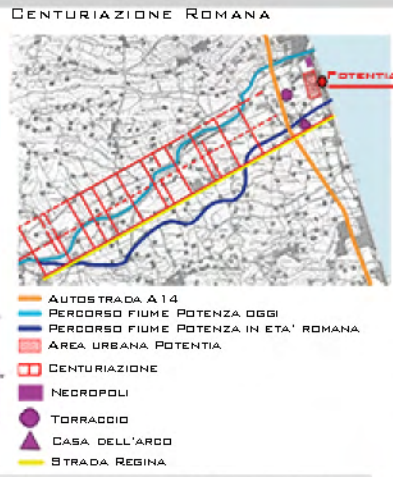 Centuriazione Romana
Potentia
Autostrada A14
Percorso fiume Potenza oggi
Percorso fiume Potenza in eta' romana
Area urbana Potentia
Centuriazione
Necropoli
Torraccio
Casa dell'arco
Strada Regina